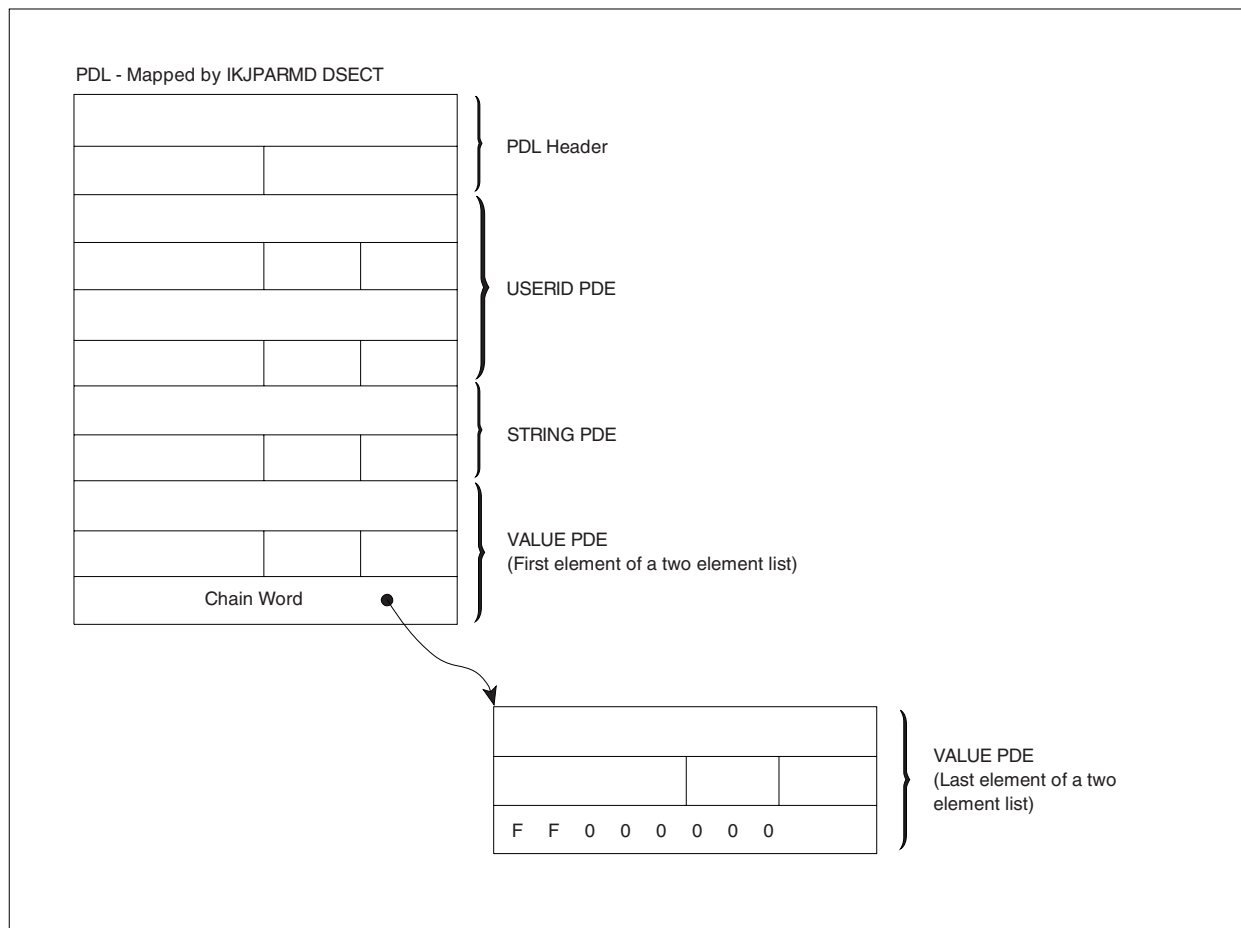 PDL - Mapped by IKJPARMD DSECT
PDL Header
USERID PDE
STRING PDE
VALUE PDE
(First element of a two element list)
Chain Word
VALUE PDE
(Last element of a two
element list)
F F 0 0 0 0 0 0